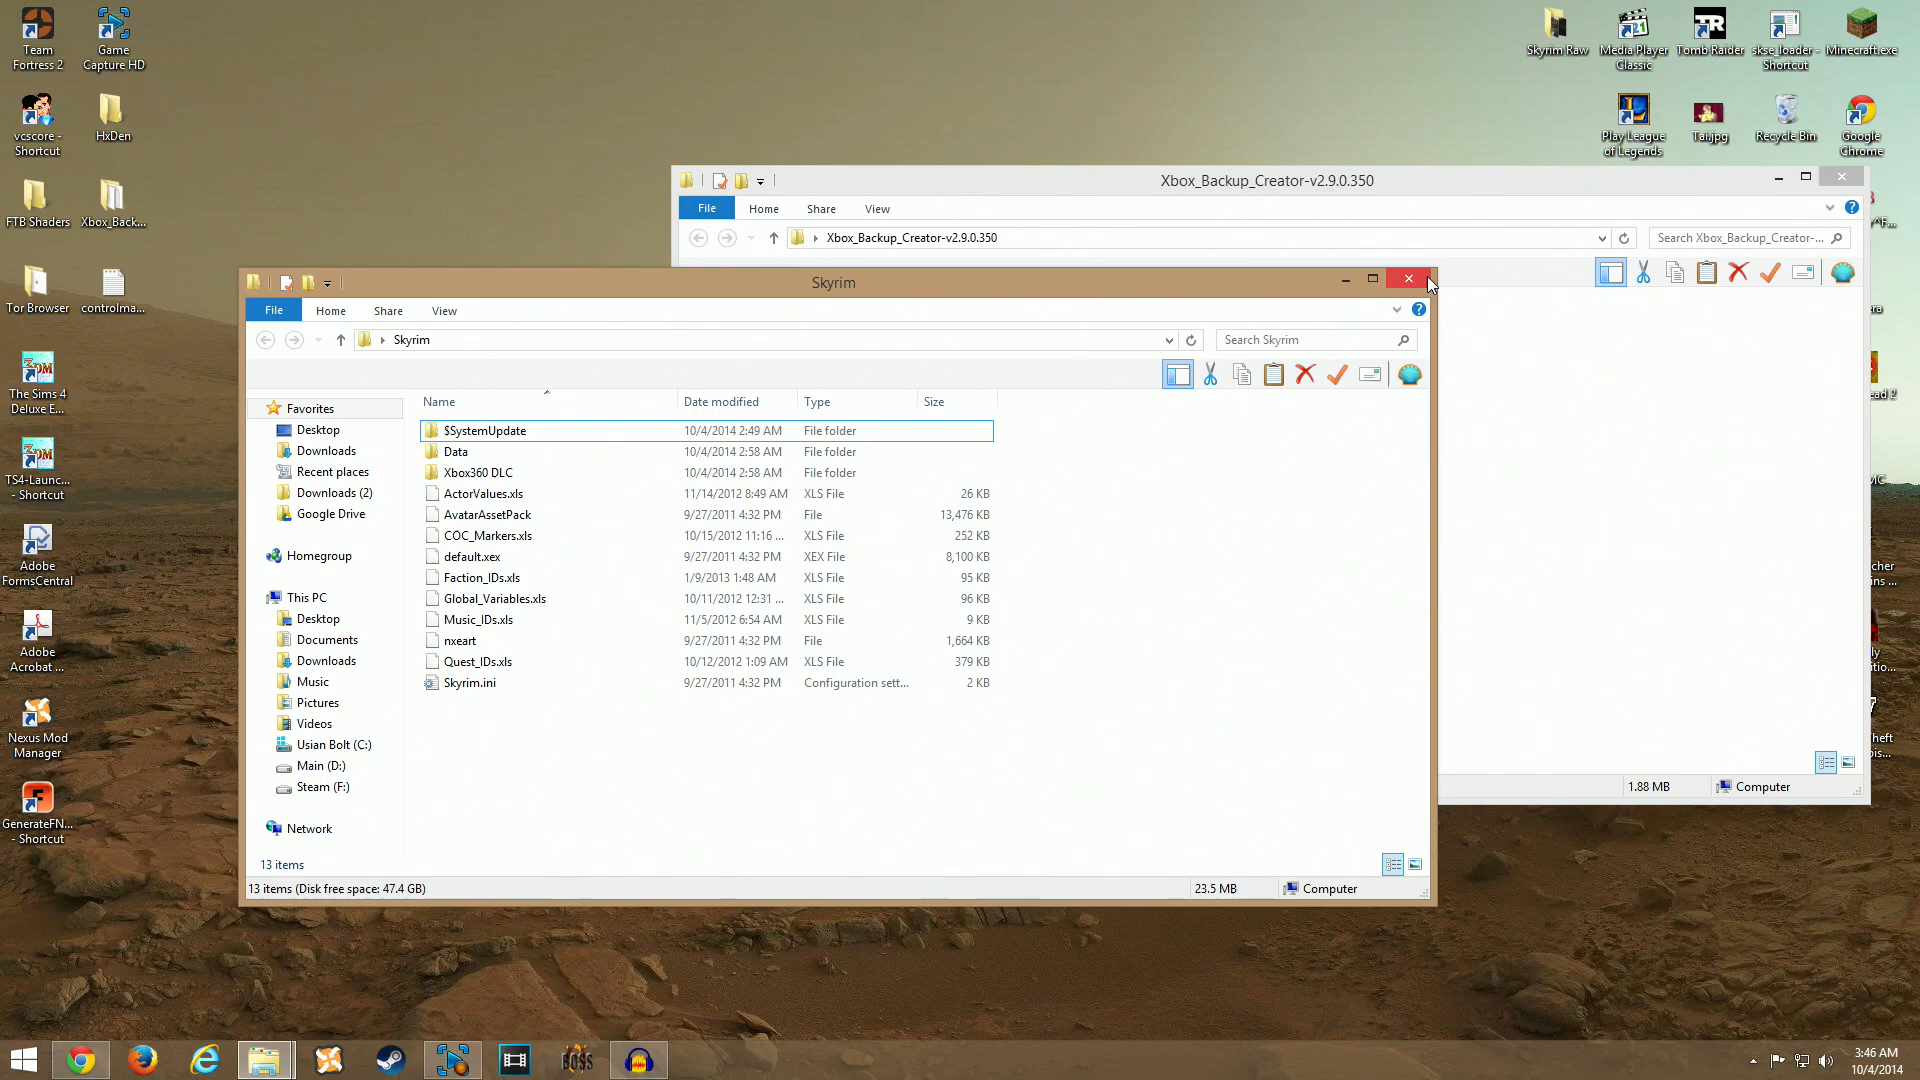 Team
Fortress 2
Game
Capture HD
vcscore -
Shortcut
HxDen
FTB Shaders
Xbox_Back...
Tor Browser
controlma...
The Sims 4
Deluxe E...
TS4-Launc...
- Shortcut
Adobe
FormsCentral
Adobe
Acrobat ...
Nexus Mod
Manager
GenerateFN...
- Shortcut
Skyrim Raw
Media Player
Classic
Tomb Raider
skse_loader -
Shortcut
Minecraft.exe
Play League
of Legends
Tai.jpg
Recycle Bin
Google
Chrome
Xbox_Backup_Creator-v2.9.0.350
File Home Share View
Xbox_Backup_Creator-v2.9.0.350
Search Xbox_Backup_Creator-...
1.88 MB
Computer
Skyrim
File Home Share View
Skyrim
Search Skyrim
Favorites
Desktop
Downloads
Recent places
Downloads (2)
Google Drive
Homegroup
This PC
Desktop
Documents
Downloads
Music
Pictures
Videos
Usian Bolt (C:)
Main (D:)
Steam (F:)
Network
Name Date modified Type Size
$SystemUpdate 10/4/2014 2:49 AM File folder
Data 10/4/2014 2:58 AM File folder
Xbox360 DLC 10/4/2014 2:58 AM File folder
ActorValues.xls 11/14/2012 8:49 AM XLS File 26 KB
AvatarAssetPack 9/27/2011 4:32 PM File 13,476 KB
COC_Markers.xls 10/15/2012 11:16 ... XLS File 252 KB
default.xex 9/27/2011 4:32 PM XEX File 8,100 KB
Faction_IDs.xls 1/9/2013 1:48 AM XLS File 95 KB
Global_Variables.xls 10/11/2012 12:31 ... XLS File 96 KB
Music_IDs.xls 11/5/2012 6:54 AM XLS File 9 KB
nxeart 9/27/2011 4:32 PM File 1,664 KB
Quest_IDs.xls 10/12/2012 1:09 AM XLS File 379 KB
Skyrim.ini 9/27/2011 4:32 PM Configuration sett... 2 KB
13 items
13 items (Disk free space: 47.4 GB)
23.5 MB
Computer
BOSS
3:46 AM
10/4/2014